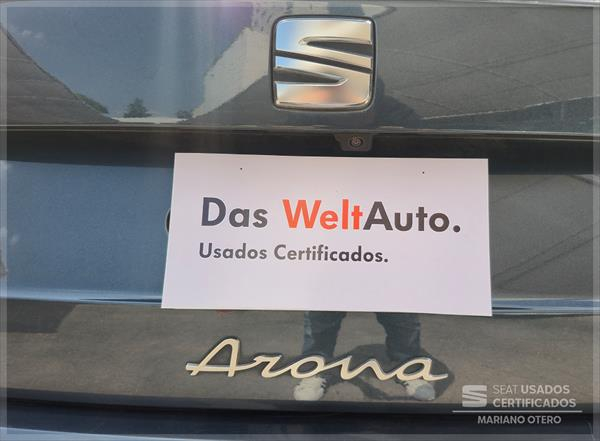 Das WeltAuto.
Usados Certificados.
Arona
SEAT USADOS
CERTIFICADOS
MARIANO OTERO